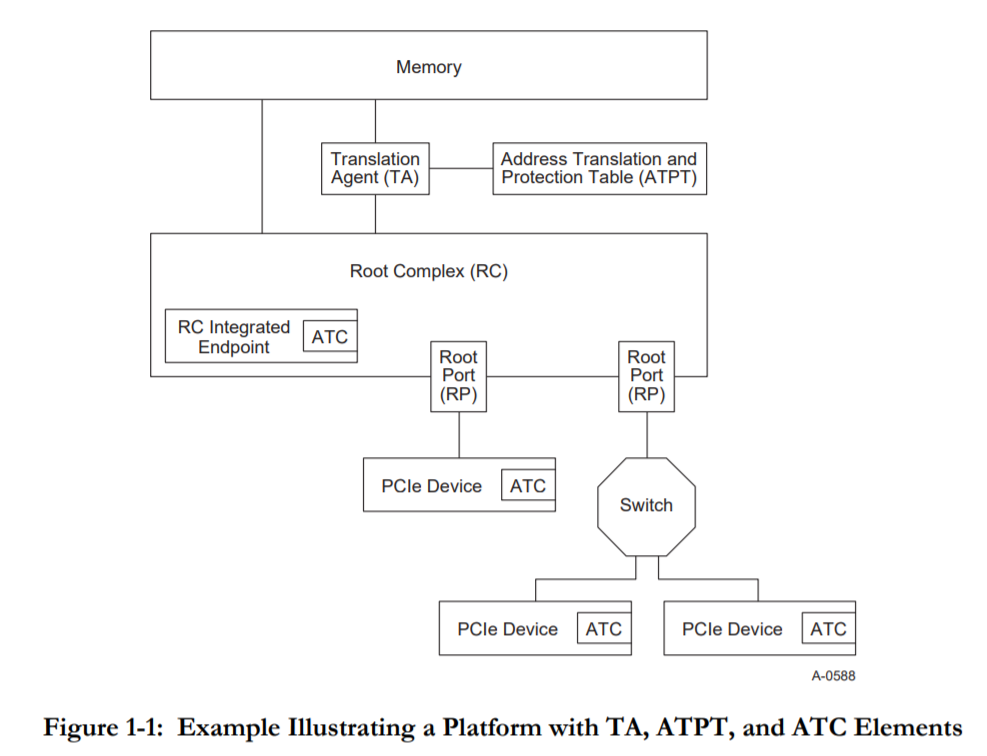 Memory
Translation
Agent (TA)
Address Translation and
Protection Table (ATPT)
Root Complex (RC)
RC Integrated
Endpoint
ATC
Root
Port
(RP)
Root
Port
(RP)
PCIe Device
ATC
Switch
PCIe Device
ATC
PCIe Device
ATC
A-0588
Figure 1-1: Example Illustrating a Platform with TA, ATPT, and ATC Elements